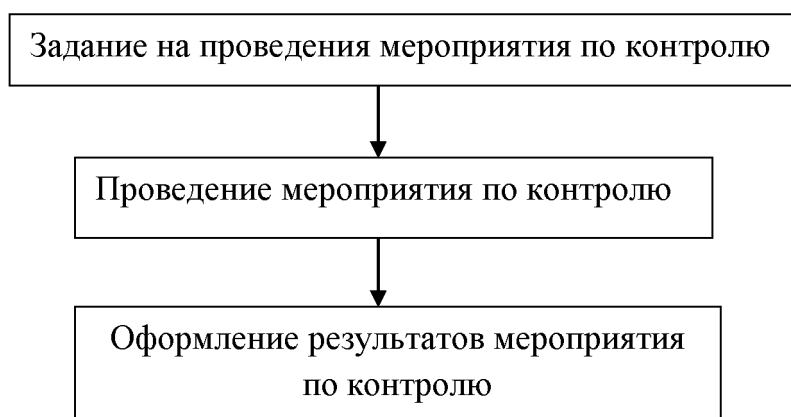 Задание на проведения мероприятия по контролю
Проведение мероприятия по контролю
Оформление результатов мероприятия
по контролю